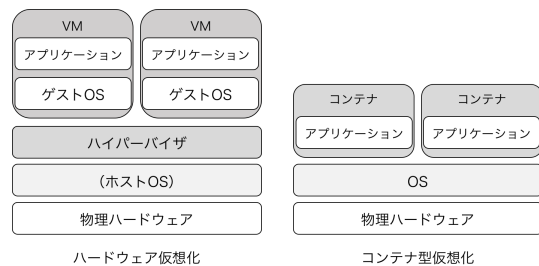 VM
アプリケーション
ゲストOS
VM
アプリケーション
ゲストOS
ハイパーバイザ
(ホストOS)
物理ハードウェア
ハードウェア仮想化
コンテナ
アプリケーション
コンテナ
アプリケーション
OS
物理ハードウェア
コンテナ型仮想化